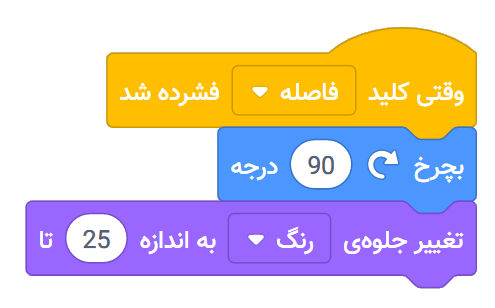 وقتی کلید فاصله فشرده شد
بچرخ 90 درجه
تغییر جلوه‌ی رنگ به اندازه 25 تا